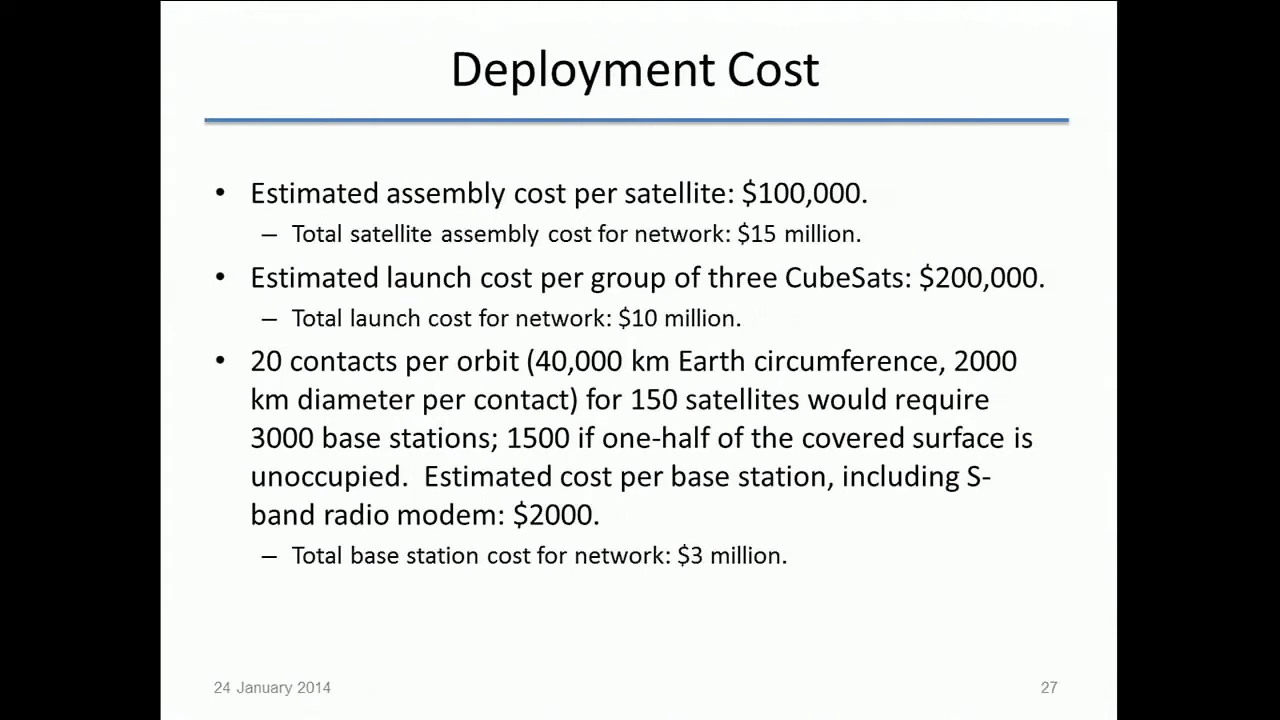 Deployment Cost
• Estimated assembly cost per satellite: $100,000.
– Total satellite assembly cost for network: $15 million.
• Estimated launch cost per group of three CubeSats: $200,000.
– Total launch cost for network: $10 million.
• 20 contacts per orbit (40,000 km Earth circumference, 2000
km diameter per contact) for 150 satellites would require
3000 base stations; 1500 if one-half of the covered surface is
unoccupied.  Estimated cost per base station, including S-
band radio modem: $2000.
– Total base station cost for network: $3 million.
24 January 2014
27